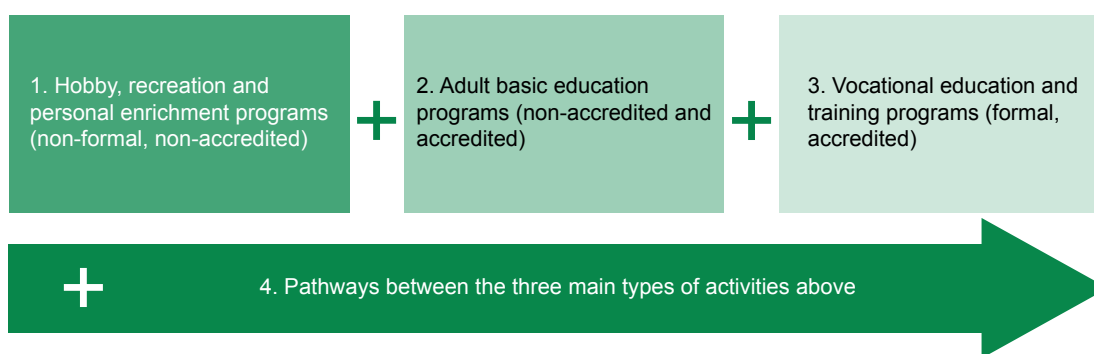 1. Hobby, recreation and
personal enrichment programs
(non-formal, non-accredited)
2. Adult basic education
programs (non-accredited and
accredited)
3. Vocational education and
training programs (formal,
accredited)
4. Pathways between the three main types of activities above